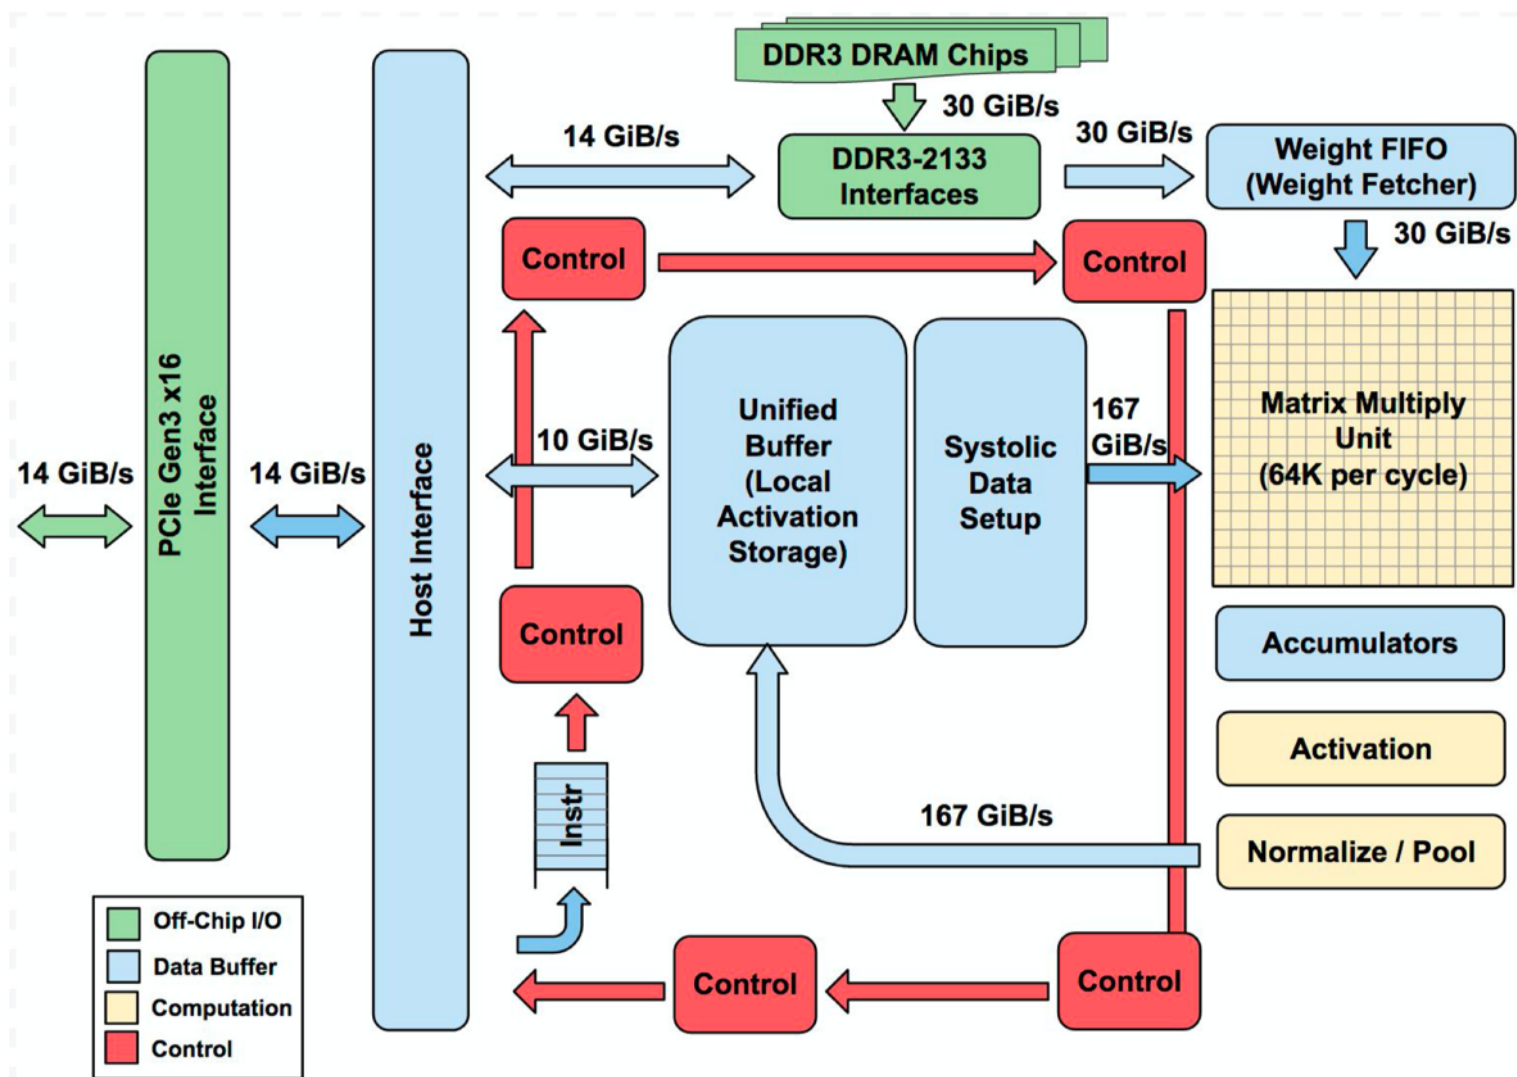 DDR3 DRAM Chips
30 GiB/s
14 GiB/s
DDR3-2133
Interfaces
30 GiB/s
Weight FIFO
(Weight Fetcher)
30 GiB/s
Control
Control
PCIe Gen3 x16
Interface
14 GiB/s
14 GiB/s
Host Interface
10 GiB/s
Unified
Buffer
(Local
Activation
Storage)
Systolic
Data
Setup
167
GiB/s
Matrix Multiply
Unit
(64K per cycle)
Control
Accumulators
Activation
Instr
167 GiB/s
Normalize / Pool
Control
Control
Off-Chip I/O
Data Buffer
Computation
Control